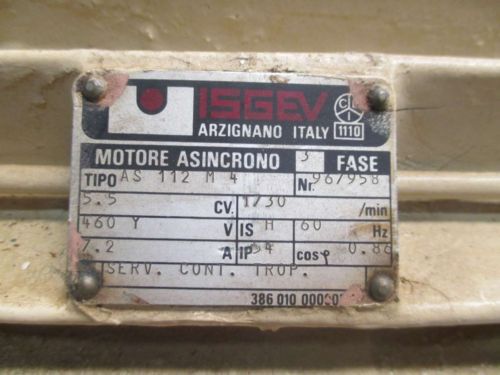 ISGEV
ARZIGNANO ITALY
CEI
1110
MOTORE ASINCRONO 3 FASE
TIPO AS 112 M 4 Nr. 967958
5.5 CV. 1730 /min
460 Y V IS H 60 Hz
7.2 A IP 54 cosφ 0.86
SERV. CONT. TROP.
386 010